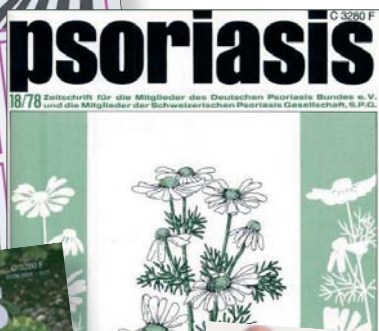 C 3280 F
psoriasis
18/78 Zeitschrift für die Mitglieder des Deutschen Psoriasis Bundes e. V.
und die Mitglieder der Schweizerischen Psoriasis Gesellschaft, S.P.G.
C 3280 F